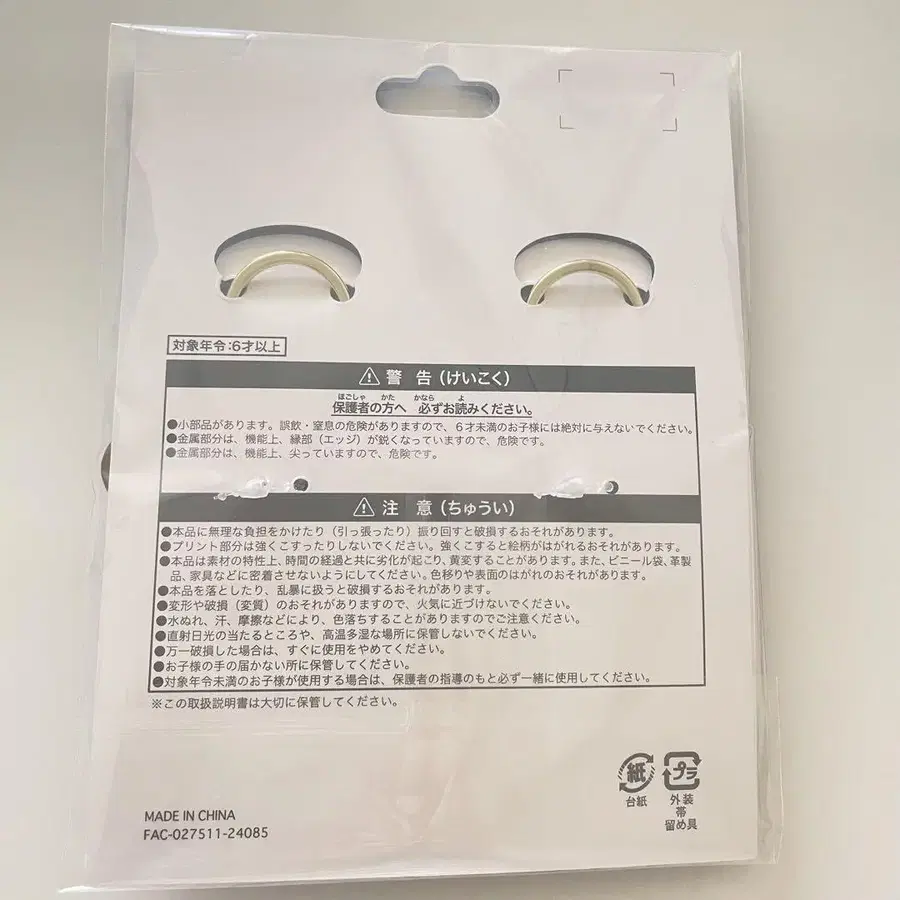 対象年令:6才以上
⚠警 告(けいこく)
保護者の方へ 必ずお読みください。
●小部品があります。誤飲・窒息の危険がありますので、6才未満のお子様には絶対に与えないでください。
●金属部分は、機能上、縁部(エッジ)が鋭くなっていますので、危険です。
●金属部分は、機能上、尖っていますので、危険です。
⚠注 意(ちゅうい)
●本品に無理な負担をかけたり(引っ張ったり)振り回すと破損するおそれがあります。
●プリント部分は強くこすったりしないでください。強くこすると絵柄がはがれるおそれがあります。
●本品は素材の特性上、時間の経過と共に劣化が起こり、黄変することがあります。また、ビニール袋、革製
品、家具などに密着させないようにしてください。色移りや表面のはがれのおそれがあります。
●本品を落としたり、乱暴に扱うと破損するおそれがあります。
●変形や破損(変質)のおそれがありますので、火気に近づけないでください。
●水ぬれ、汗、摩擦などにより、色落ちすることがありますのでご注意ください。
●直射日光の当たるところや、高温多湿な場所に保管しないでください。
●万一破損した場合は、すぐに使用をやめてください。
●お子様の手の届かない所に保管してください。
●対象年令未満のお子様が使用する場合は、保護者の指導のもと必ず一緒に使用してください。
※この取扱説明書は大切に保管してください。
紙 プラ
台紙 外装
帯
留め具
MADE IN CHINA
FAC-027511-24085